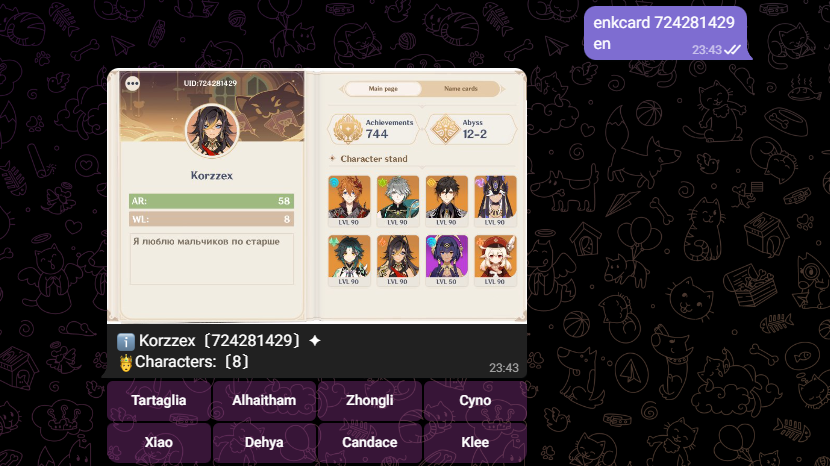 enkcard 724281429
en
23:43
UID:724281429
Main page
Name cards
Achievements
744
Abyss
12-2
Character stand
Korzzex
AR: 58
WL: 8
Я люблю мальчиков по старше
LVL 90
LVL 90
LVL 90
LVL 90
LVL 90
LVL 90
LVL 50
LVL 90
Korzzex〔724281429〕✦
Characters:〔8〕
23:43
Tartaglia
Alhaitham
Zhongli
Cyno
Xiao
Dehya
Candace
Klee